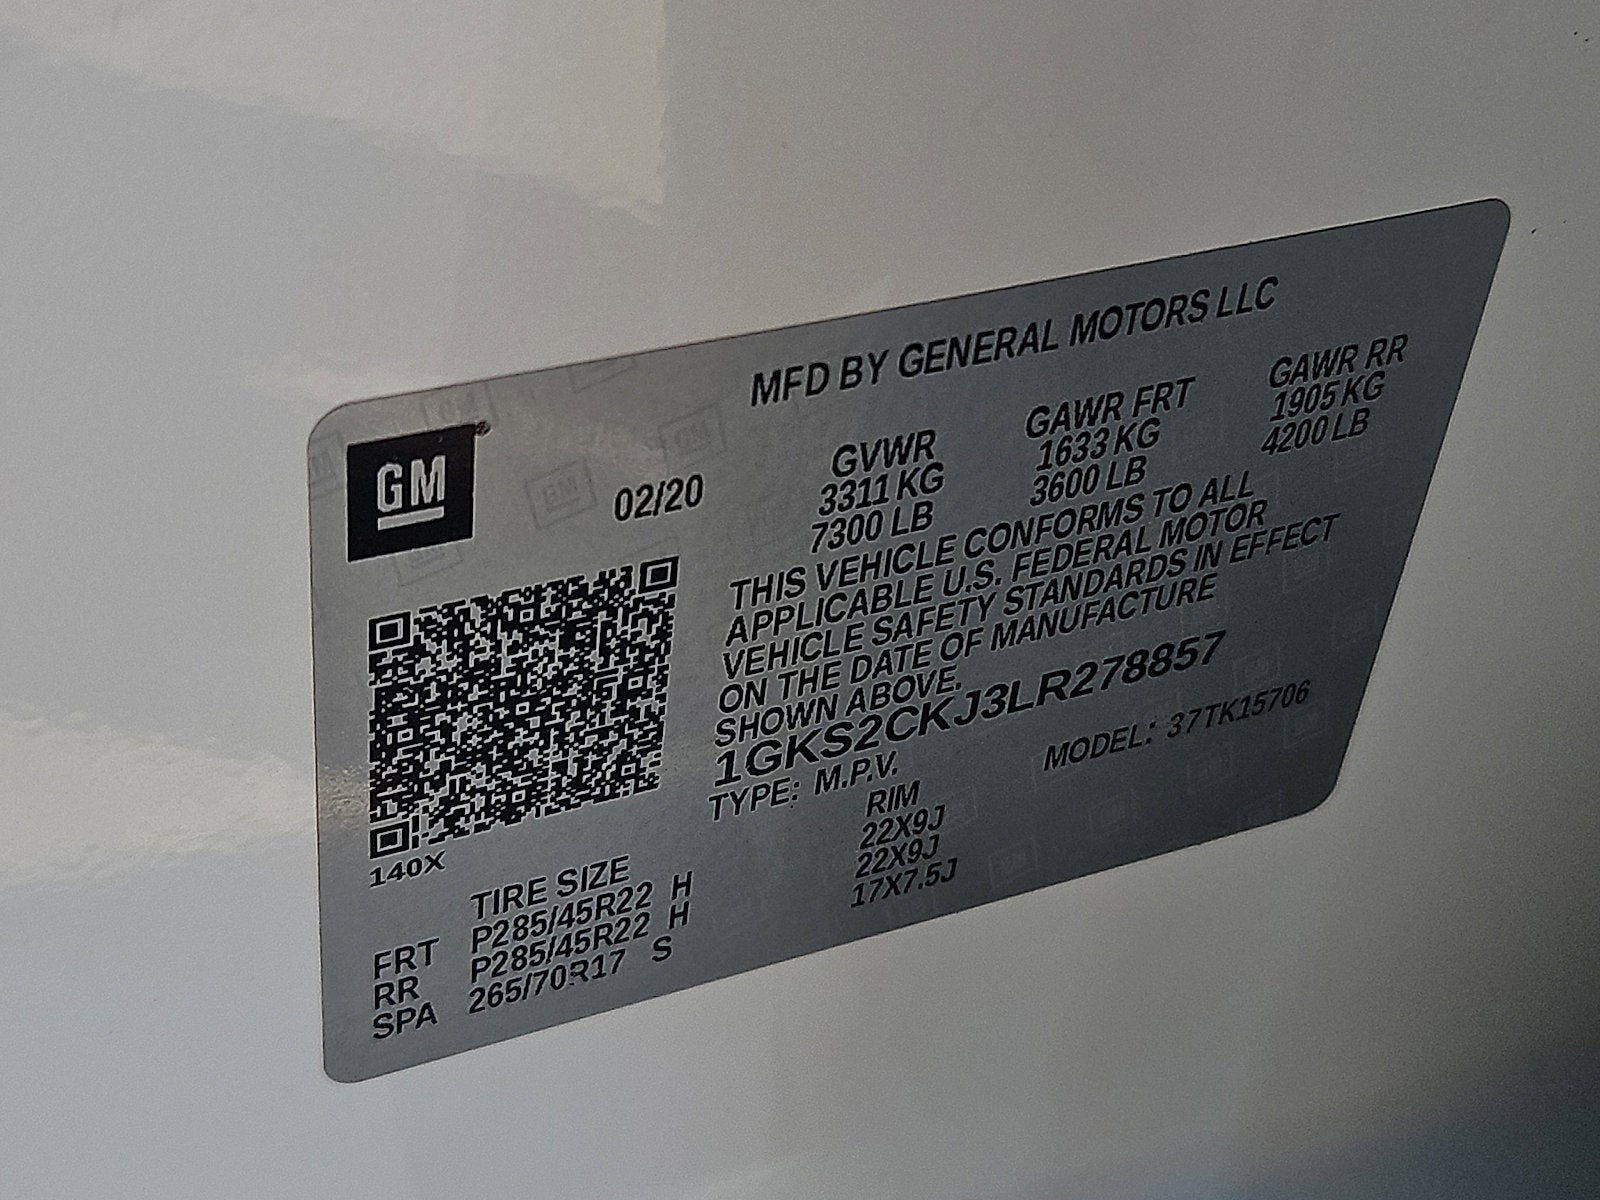 MFD BY GENERAL MOTORS LLC
GM
02/20
GVWR GAWR FRT GAWR RR
3311 KG 1633 KG 1905 KG
7300 LB 3600 LB 4200 LB
THIS VEHICLE CONFORMS TO ALL
APPLICABLE U.S. FEDERAL MOTOR
VEHICLE SAFETY STANDARDS IN EFFECT
ON THE DATE OF MANUFACTURE
SHOWN ABOVE.
1GKS2CKJ3LR278857
TYPE: M.P.V. MODEL: 37TK15706
140X
TIRE SIZE RIM
FRT P285/45R22 H 22X9J
RR P285/45R22 H 22X9J
SPA 265/70R17 S 17X7.5J